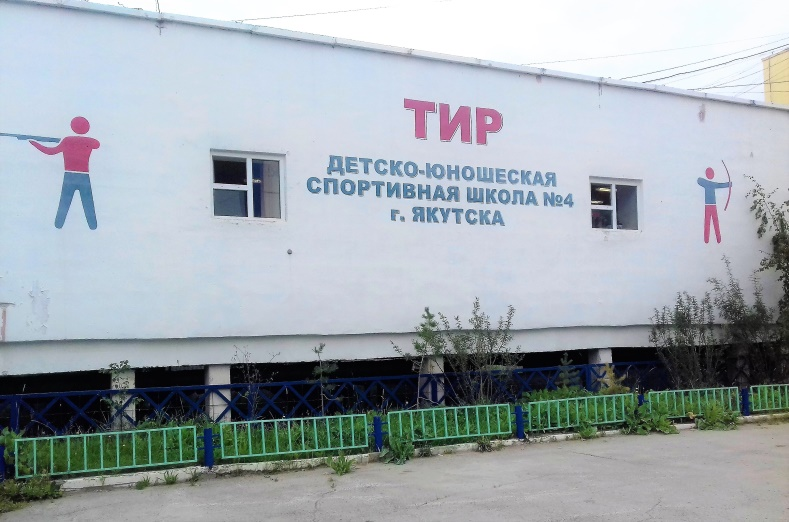 ТИР
ДЕТСКО-ЮНОШЕСКАЯ
СПОРТИВНАЯ ШКОЛА №4
г. ЯКУТСКА